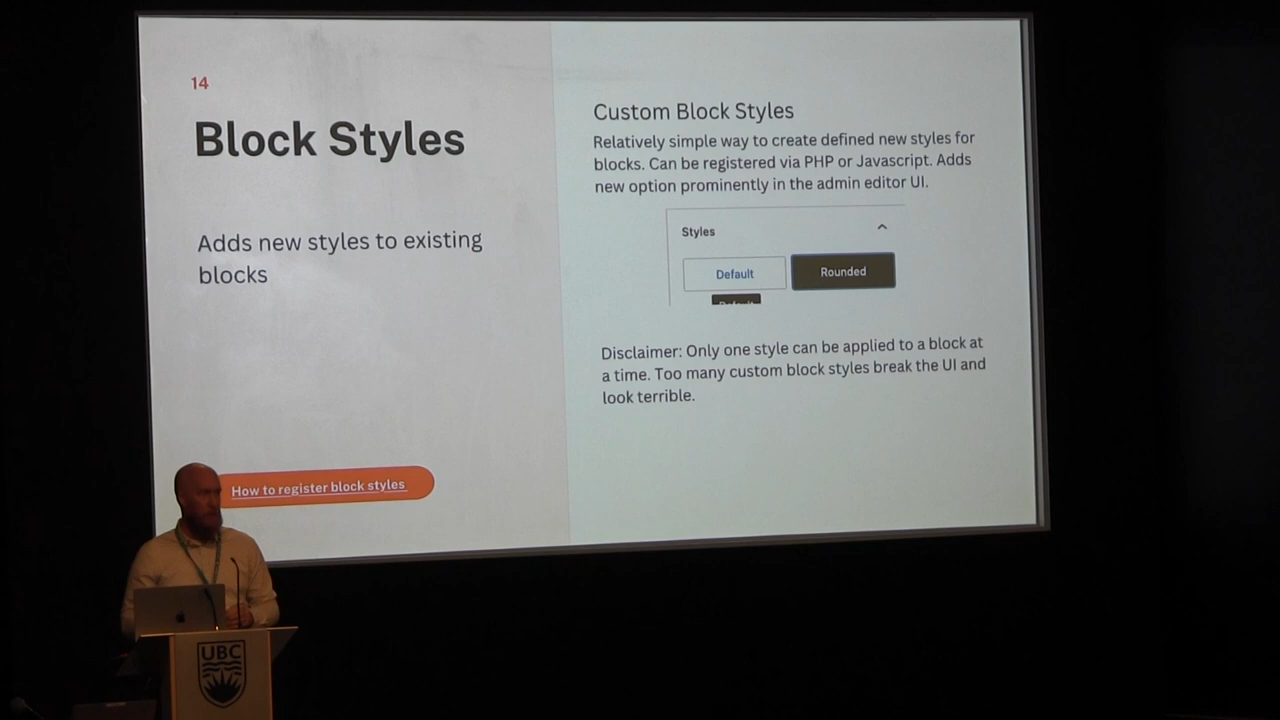 14
Block Styles
Adds new styles to existing
blocks
How to register block styles
Custom Block Styles
Relatively simple way to create defined new styles for
blocks. Can be registered via PHP or Javascript. Adds
new option prominently in the admin editor UI.
Styles
Default
Rounded
Default
Disclaimer: Only one style can be applied to a block at
a time. Too many custom block styles break the UI and
look terrible.
UBC